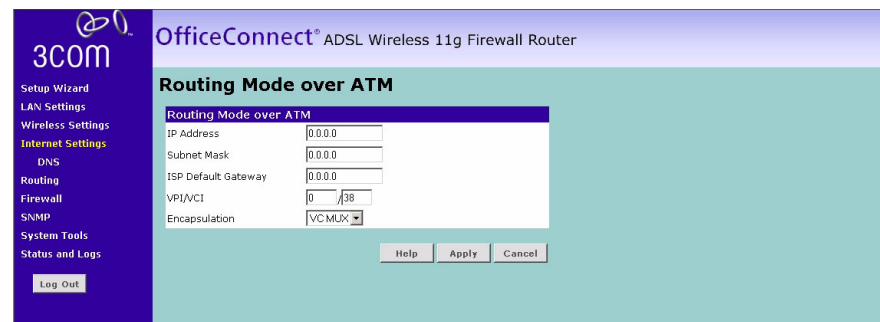 3COM
OfficeConnect® ADSL Wireless 11g Firewall Router
Setup Wizard
LAN Settings
Wireless Settings
Internet Settings
DNS
Routing
Firewall
SNMP
System Tools
Status and Logs
Log Out
Routing Mode over ATM
Routing Mode over ATM
IP Address 0.0.0.0
Subnet Mask 0.0.0.0
ISP Default Gateway 0.0.0.0
VPI/VCI 0 / 38
Encapsulation VC MUX
Help Apply Cancel